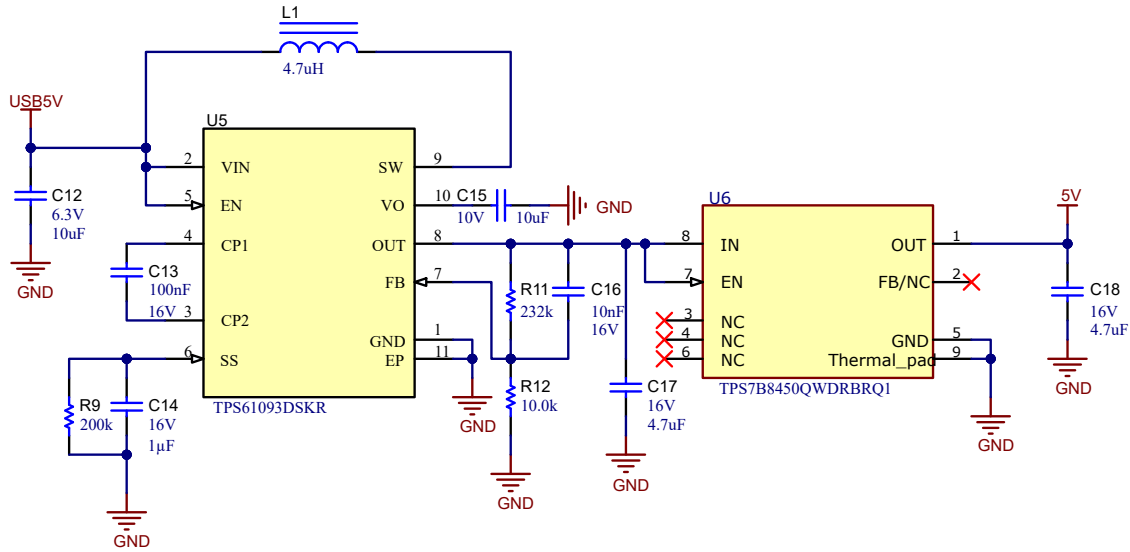 L1
4.7uH
USB5V
C12
6.3V
10uF
GND
U5
2
VIN
5
EN
4
CP1
3
CP2
6
SS
SW
9
VO
10
OUT
8
FB
7
GND
1
EP
11
TPS61093DSKR
C13
100nF
16V
R9
200k
C14
16V
1µF
GND
GND
C15
10V
10uF
GND
R11
232k
C16
10nF
16V
R12
10.0k
GND
C17
16V
4.7uF
GND
U6
8
IN
7
EN
3
NC
4
NC
6
NC
OUT
1
FB/NC
2
GND
5
Thermal_pad
9
TPS7B8450QWDRBRQ1
GND
5V
C18
16V
4.7uF
GND